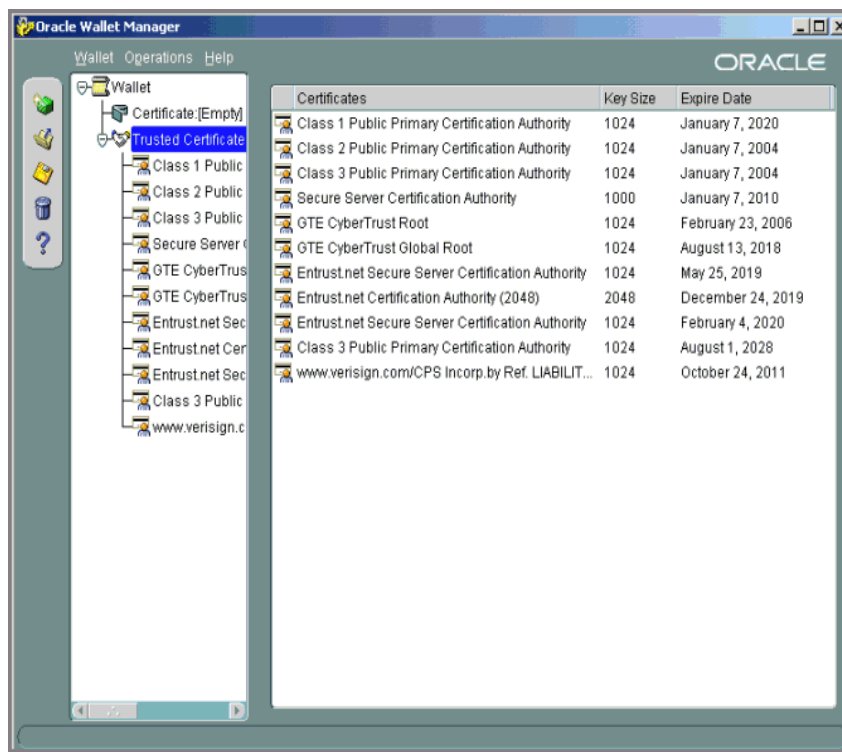 Oracle Wallet Manager
Wallet Operations Help
ORACLE
Wallet
Certificate:[Empty]
Trusted Certificate
Class 1 Public
Class 2 Public
Class 3 Public
Secure Server (
GTE CyberTrus
GTE CyberTrus
Entrust.net Sec
Entrust.net Cer
Entrust.net Sec
Class 3 Public
www.verisign.c
Certificates Key Size Expire Date
Class 1 Public Primary Certification Authority 1024 January 7, 2020
Class 2 Public Primary Certification Authority 1024 January 7, 2004
Class 3 Public Primary Certification Authority 1024 January 7, 2004
Secure Server Certification Authority 1000 January 7, 2010
GTE CyberTrust Root 1024 February 23, 2006
GTE CyberTrust Global Root 1024 August 13, 2018
Entrust.net Secure Server Certification Authority 1024 May 25, 2019
Entrust.net Certification Authority (2048) 2048 December 24, 2019
Entrust.net Secure Server Certification Authority 1024 February 4, 2020
Class 3 Public Primary Certification Authority 1024 August 1, 2028
www.verisign.com/CPS Incorp.by Ref. LIABILIT... 1024 October 24, 2011